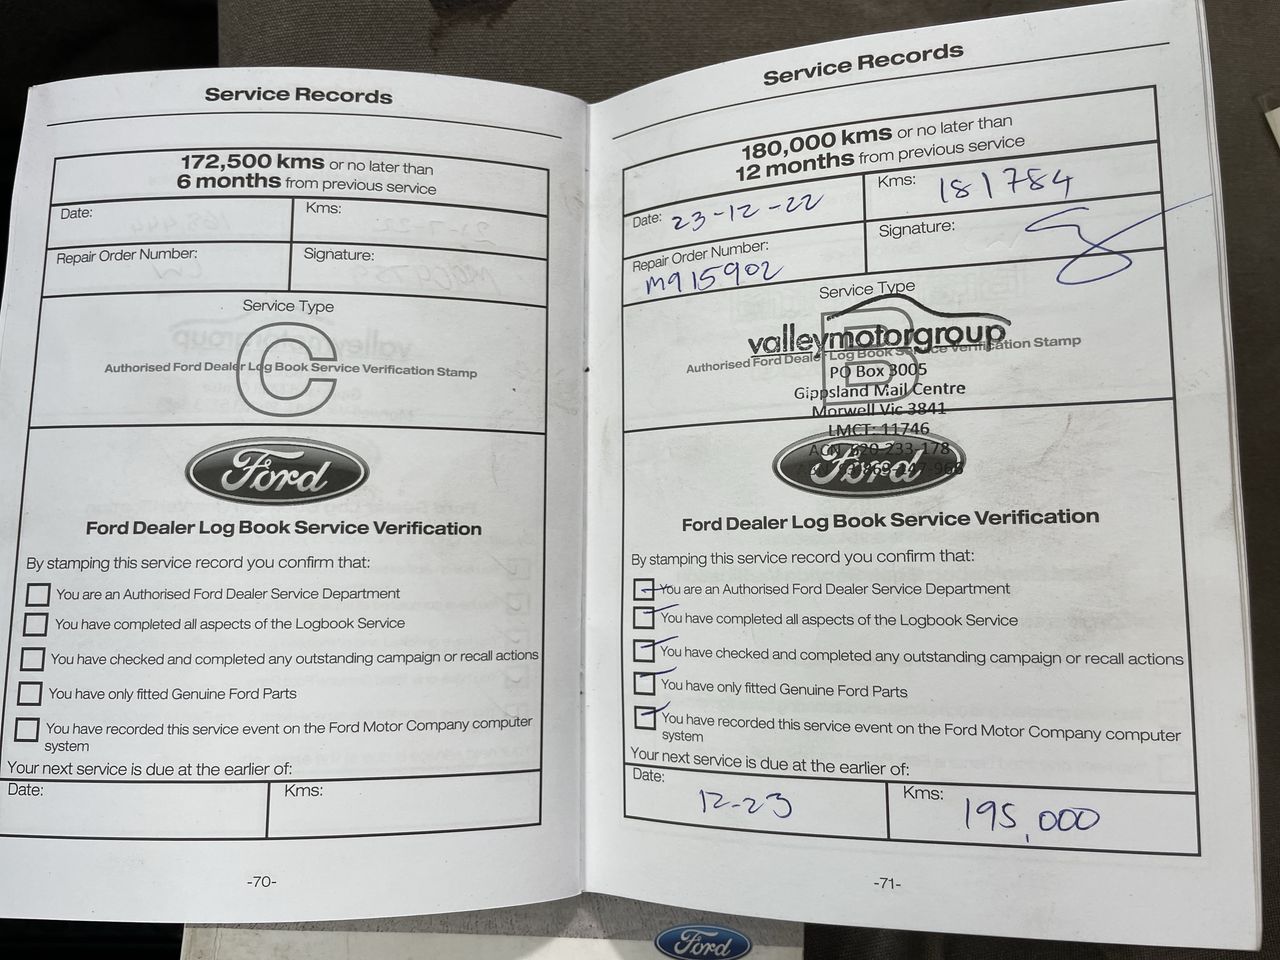 Service Records
172,500 kms or no later than
6 months from previous service
Date:
Kms:
Repair Order Number:
Signature:
Service Type
C
Authorised Ford Dealer Log Book Service Verification Stamp
Ford
Ford Dealer Log Book Service Verification
By stamping this service record you confirm that:
You are an Authorised Ford Dealer Service Department
You have completed all aspects of the Logbook Service
You have checked and completed any outstanding campaign or recall actions
You have only fitted Genuine Ford Parts
You have recorded this service event on the Ford Motor Company computer
system
Your next service is due at the earlier of:
Date:
Kms:
-70-
Service Records
180,000 kms or no later than
12 months from previous service
Date: 23-12-22
Kms: 181784
Repair Order Number:
M915902
Signature:
Service Type
B
valleymotorgroup
Authorised Ford Dealer Log Book Service Verification Stamp
PO Box 3005
Gippsland Mail Centre
Morwell Vic 3841
LMCT: 11746
233-178
Ford
Ford Dealer Log Book Service Verification
By stamping this service record you confirm that:
You are an Authorised Ford Dealer Service Department
You have completed all aspects of the Logbook Service
You have checked and completed any outstanding campaign or recall actions
You have only fitted Genuine Ford Parts
You have recorded this service event on the Ford Motor Company computer
system
Your next service is due at the earlier of:
Date:
12-23
Kms:
195,000
-71-
Ford